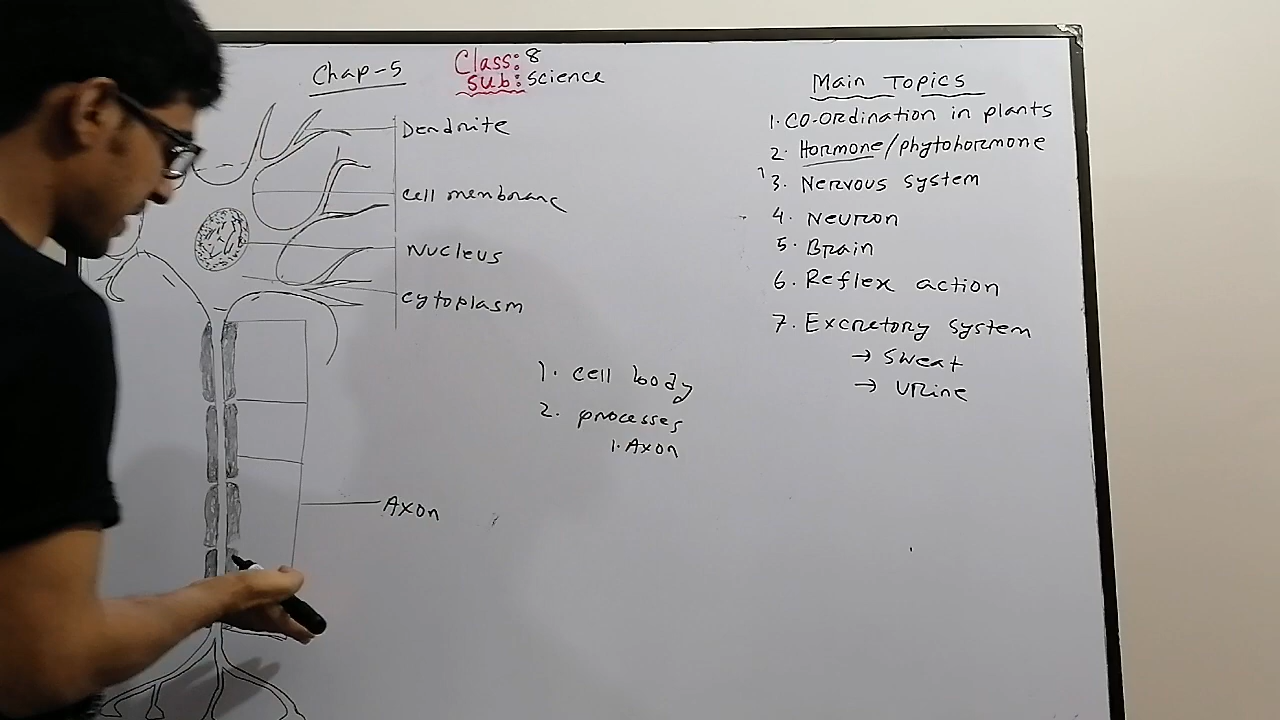 Chap-5
Class: 8
Sub: Science
Dendrite
cell membrane
Nucleus
cytoplasm
Axon
1. cell body
2. processes
1. Axon
Main Topics
1. CO-ORdination in plants
2. Hormone/phytohormone
3. Nervous system
4. Neuron
5. Brain
6. Reflex action
7. Excretory system
→ Sweat
→ Urine